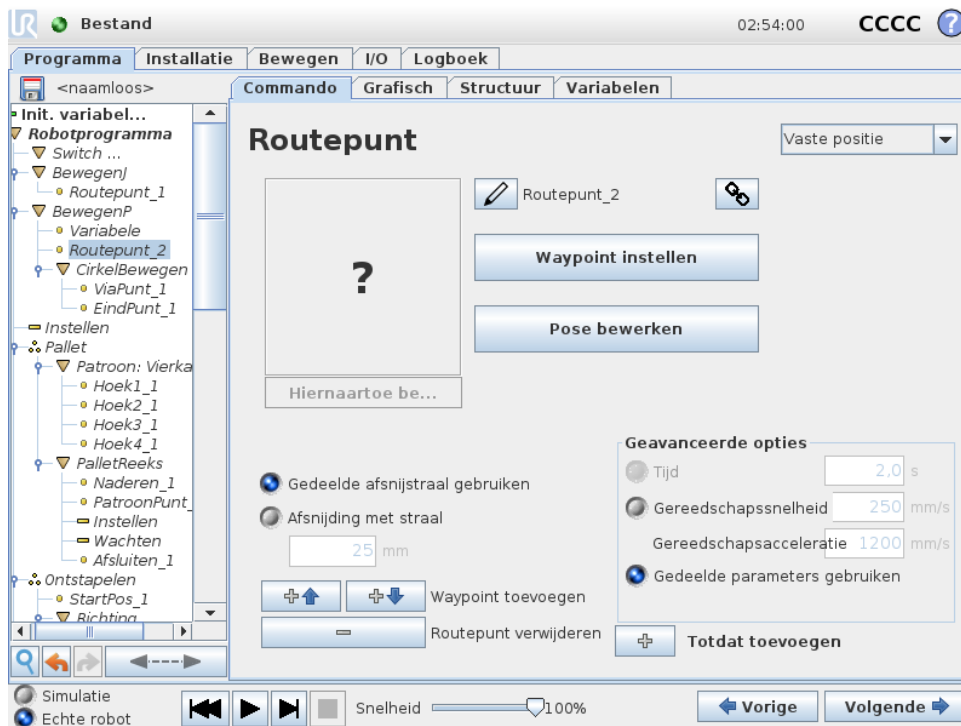 UR Bestand 02:54:00 CCCC ?
Programma Installatie Bewegen I/O Logboek
<naamloos>
Commando Grafisch Structuur Variabelen
Init. variabel...
Robotprogramma
Switch ...
BewegenJ
Routepunt_1
BewegenP
Variabele
Routepunt_2
CirkelBewegen
ViaPunt_1
EindPunt_1
Instellen
Pallet
Patroon: Vierka
Hoek1_1
Hoek2_1
Hoek3_1
Hoek4_1
PalletReeks
Naderen_1
PatroonPunt_
Instellen
Wachten
Afsluiten_1
Ontstapelen
StartPos_1
Richting
Routepunt
Vaste positie
?
Hiernaartoe be...
Routepunt_2
Waypoint instellen
Pose bewerken
Gedeelde afsnijstraal gebruiken
Afsnijding met straal
25 mm
Waypoint toevoegen
Routepunt verwijderen
Geavanceerde opties
Tijd 2,0 s
Gereedschapssnelheid 250 mm/s
Gereedschapsacceleratie 1200 mm/s
Gedeelde parameters gebruiken
Totdat toevoegen
Simulatie
Echte robot
Snelheid 100%
Vorige Volgende